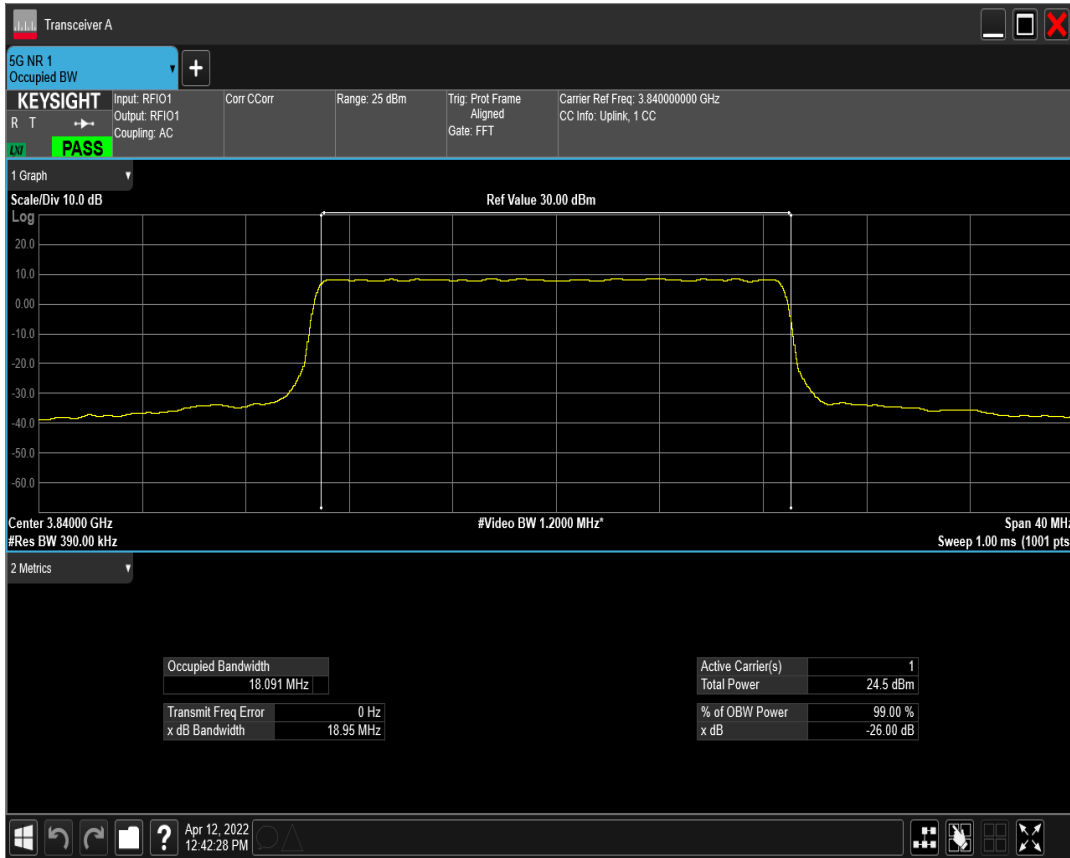 Transceiver A
5G NR 1
Occupied BW
KEYSIGHT
R T
LXI
PASS
Input: RFIO1
Output: RFIO1
Coupling: AC
Corr CCorr
Range: 25 dBm
Trig: Prot Frame
Aligned
Gate: FFT
Carrier Ref Freq: 3.840000000 GHz
CC Info: Uplink, 1 CC
1 Graph
Scale/Div 10.0 dB
Ref Value 30.00 dBm
Log
20.0
10.0
0.00
-10.0
-20.0
-30.0
-40.0
-50.0
-60.0
Center 3.84000 GHz
#Video BW 1.2000 MHz*
Span 40 MHz
#Res BW 390.00 kHz
Sweep 1.00 ms (1001 pts
2 Metrics
Occupied Bandwidth
18.091 MHz
Transmit Freq Error 0 Hz
x dB Bandwidth 18.95 MHz
Active Carrier(s) 1
Total Power 24.5 dBm
% of OBW Power 99.00 %
x dB -26.00 dB
?
Apr 12, 2022
12:42:28 PM